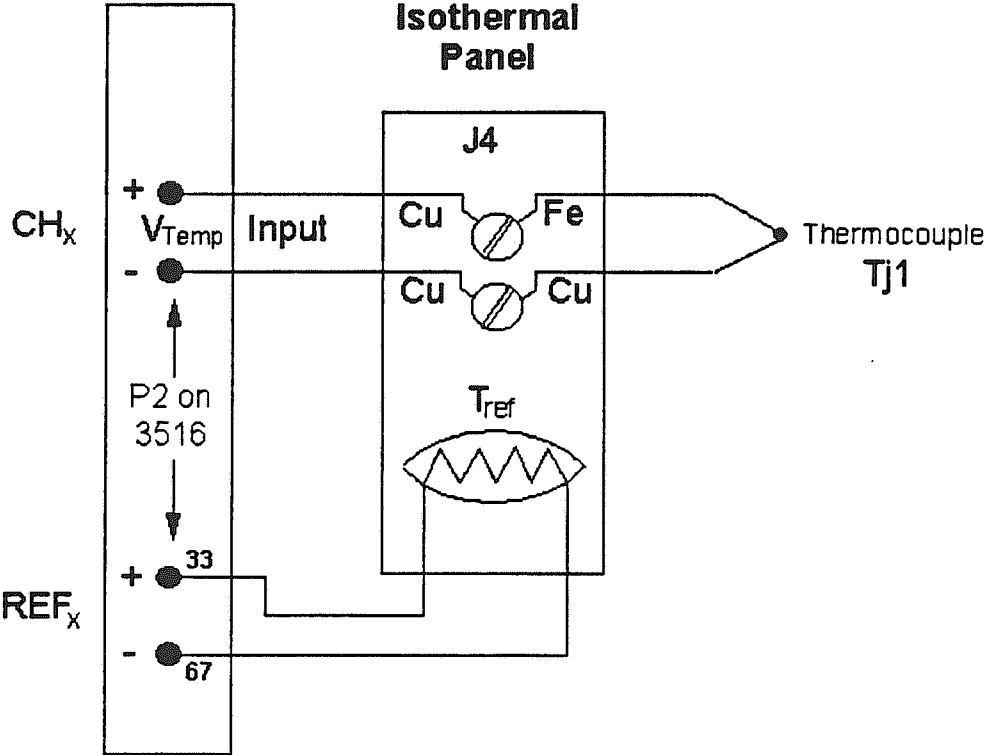 Isothermal
Panel
J4
+
Cu
Fe
CHx
VTemp
Input
Thermocouple
Tj1
-
Cu
Cu
P2 on
3516
Tref
33
+
REFx
-
67